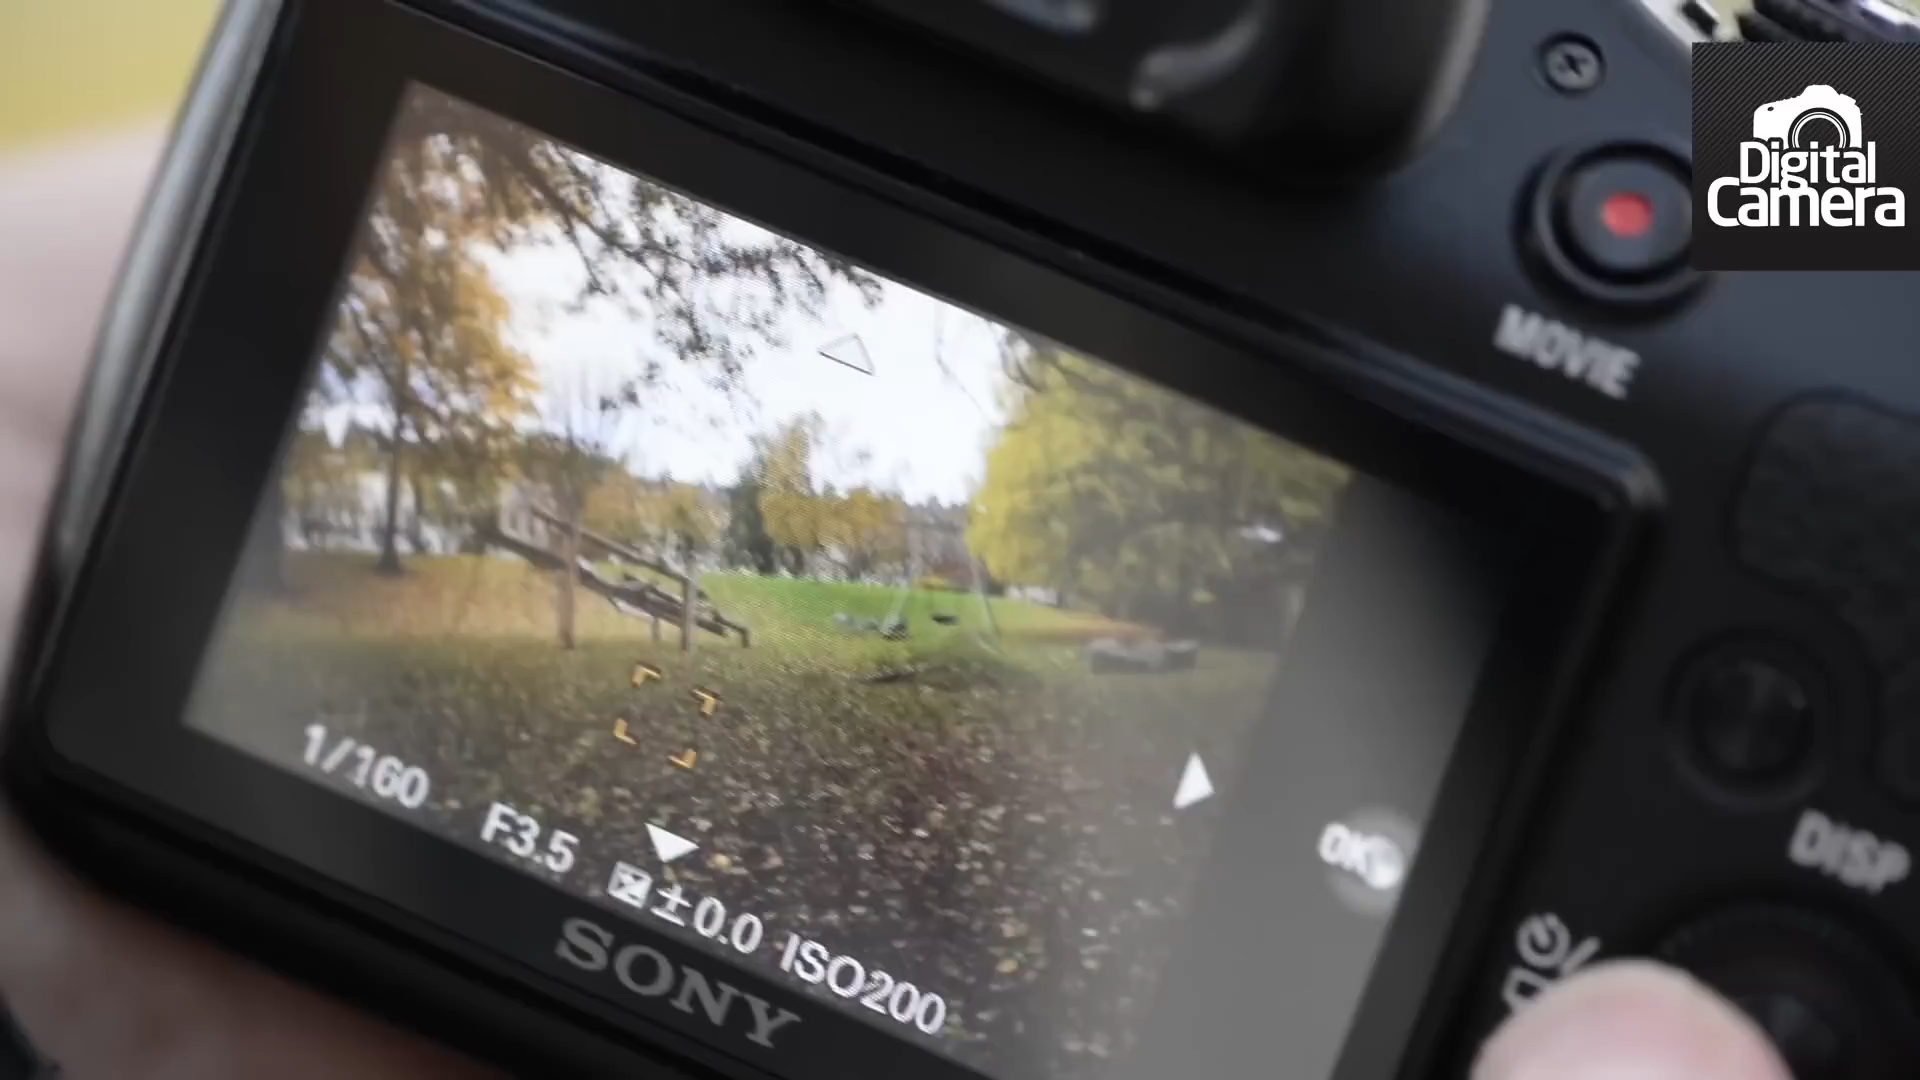 Digital
Camera
MOVIE
1/160 F3.5 ±0.0 ISO200
OK
DISP
SONY